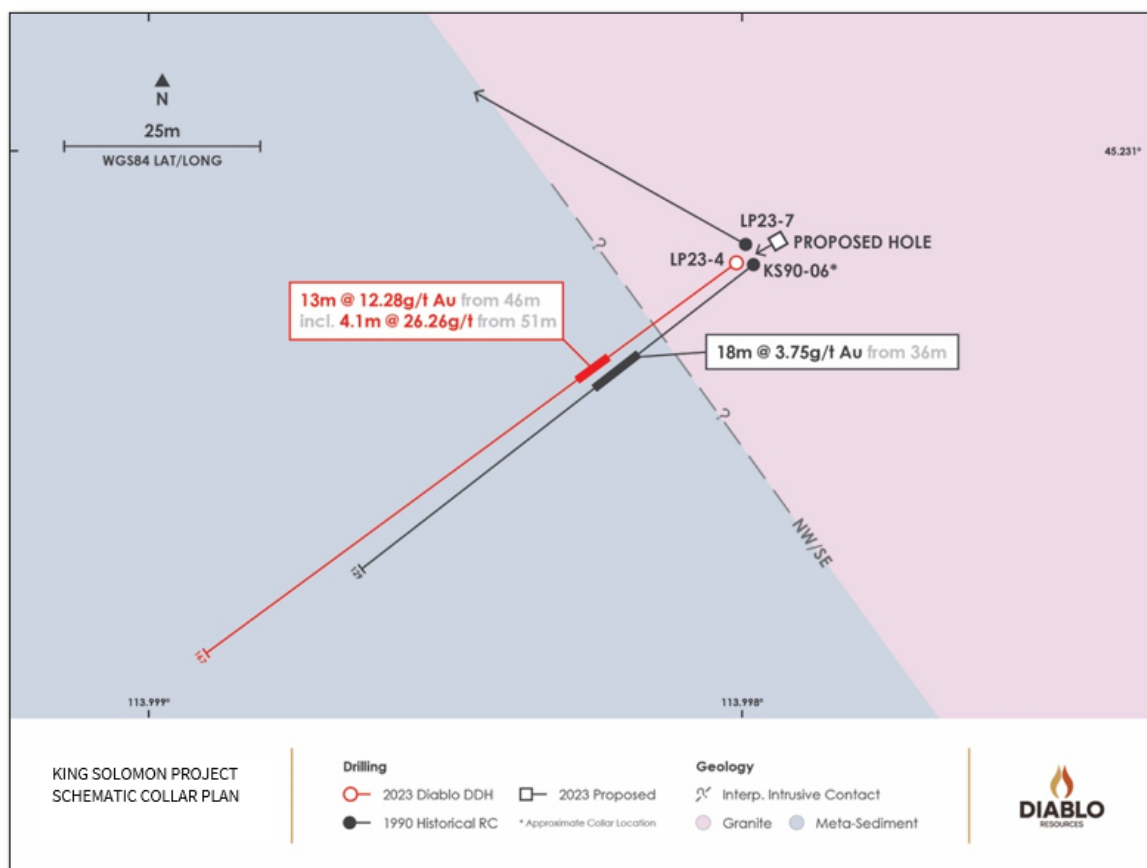 N
25m
WGS84 LAT/LONG
45.231°
LP23-7
PROPOSED HOLE
LP23-4
KS90-06*
?
13m @ 12.28g/t Au from 46m
incl. 4.1m @ 26.26g/t from 51m
18m @ 3.75g/t Au from 36m
?
NW/SE
129
167
113.999°
113.998°
KING SOLOMON PROJECT
SCHEMATIC COLLAR PLAN
Drilling
2023 Diablo DDH
2023 Proposed
1990 Historical RC
* Approximate Collar Location
Geology
? Interp. Intrusive Contact
Granite
Meta-Sediment
DIABLO
RESOURCES